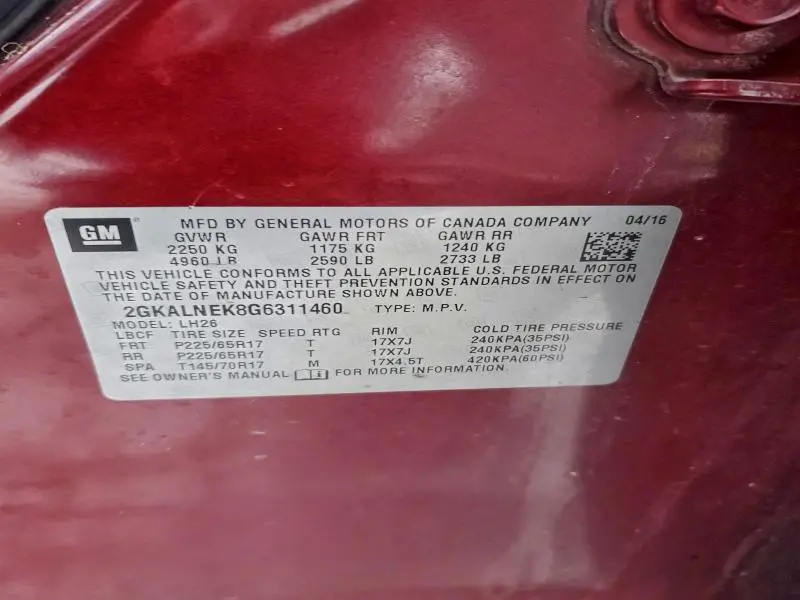 GM MFD BY GENERAL MOTORS OF CANADA COMPANY 04/16
GVWR GAWR FRT GAWR RR
2250 KG 1175 KG 1240 KG
4960 LB 2590 LB 2733 LB
THIS VEHICLE CONFORMS TO ALL APPLICABLE U.S. FEDERAL MOTOR
VEHICLE SAFETY AND THEFT PREVENTION STANDARDS IN EFFECT ON
THE DATE OF MANUFACTURE SHOWN ABOVE.
2GKALNEK8G6311460 TYPE: M.P.V.
MODEL: LH26
LBCF TIRE SIZE SPEED RTG RIM COLD TIRE PRESSURE
FRT P225/65R17 T 17X7J 240KPA(35PSI)
RR P225/65R17 T 17X7J 240KPA(35PSI)
SPA T145/70R17 M 17X4.5T 420KPA(60PSI)
SEE OWNER'S MANUAL FOR MORE INFORMATION.